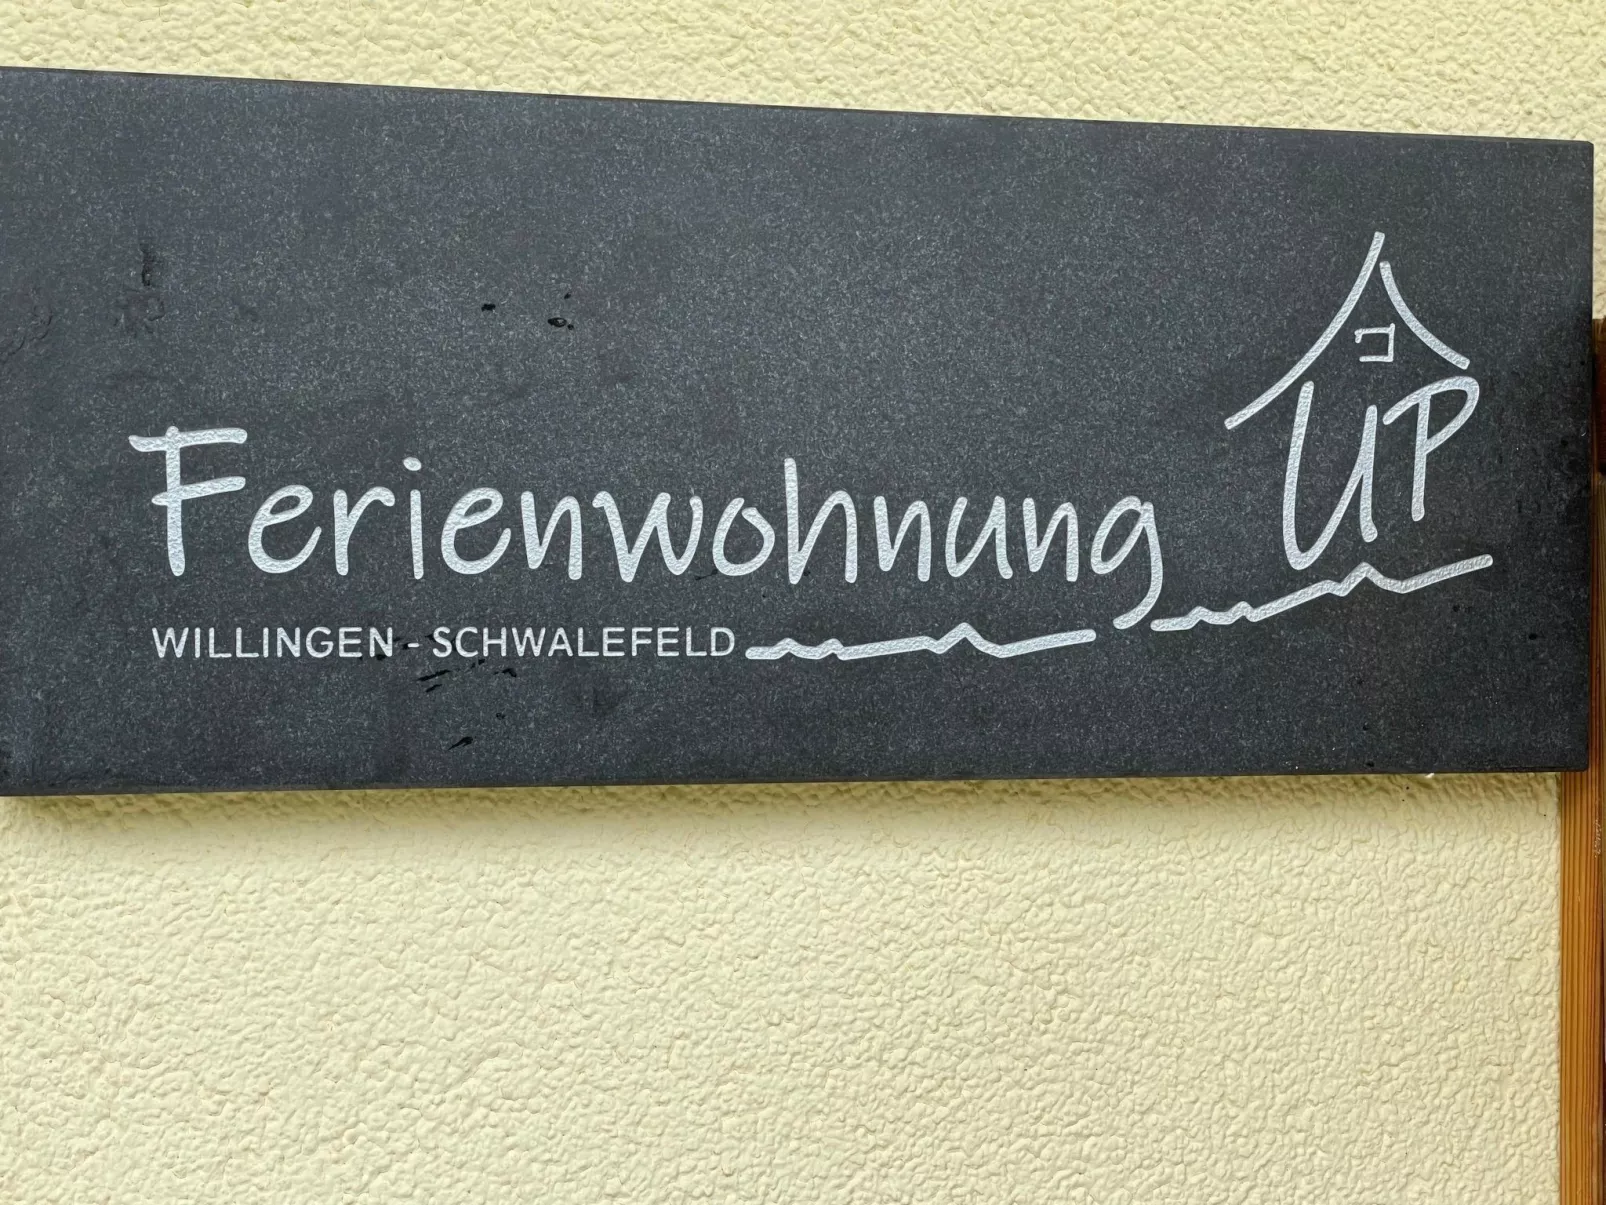 Ferienwohnung UP
WILLINGEN - SCHWALEFELD